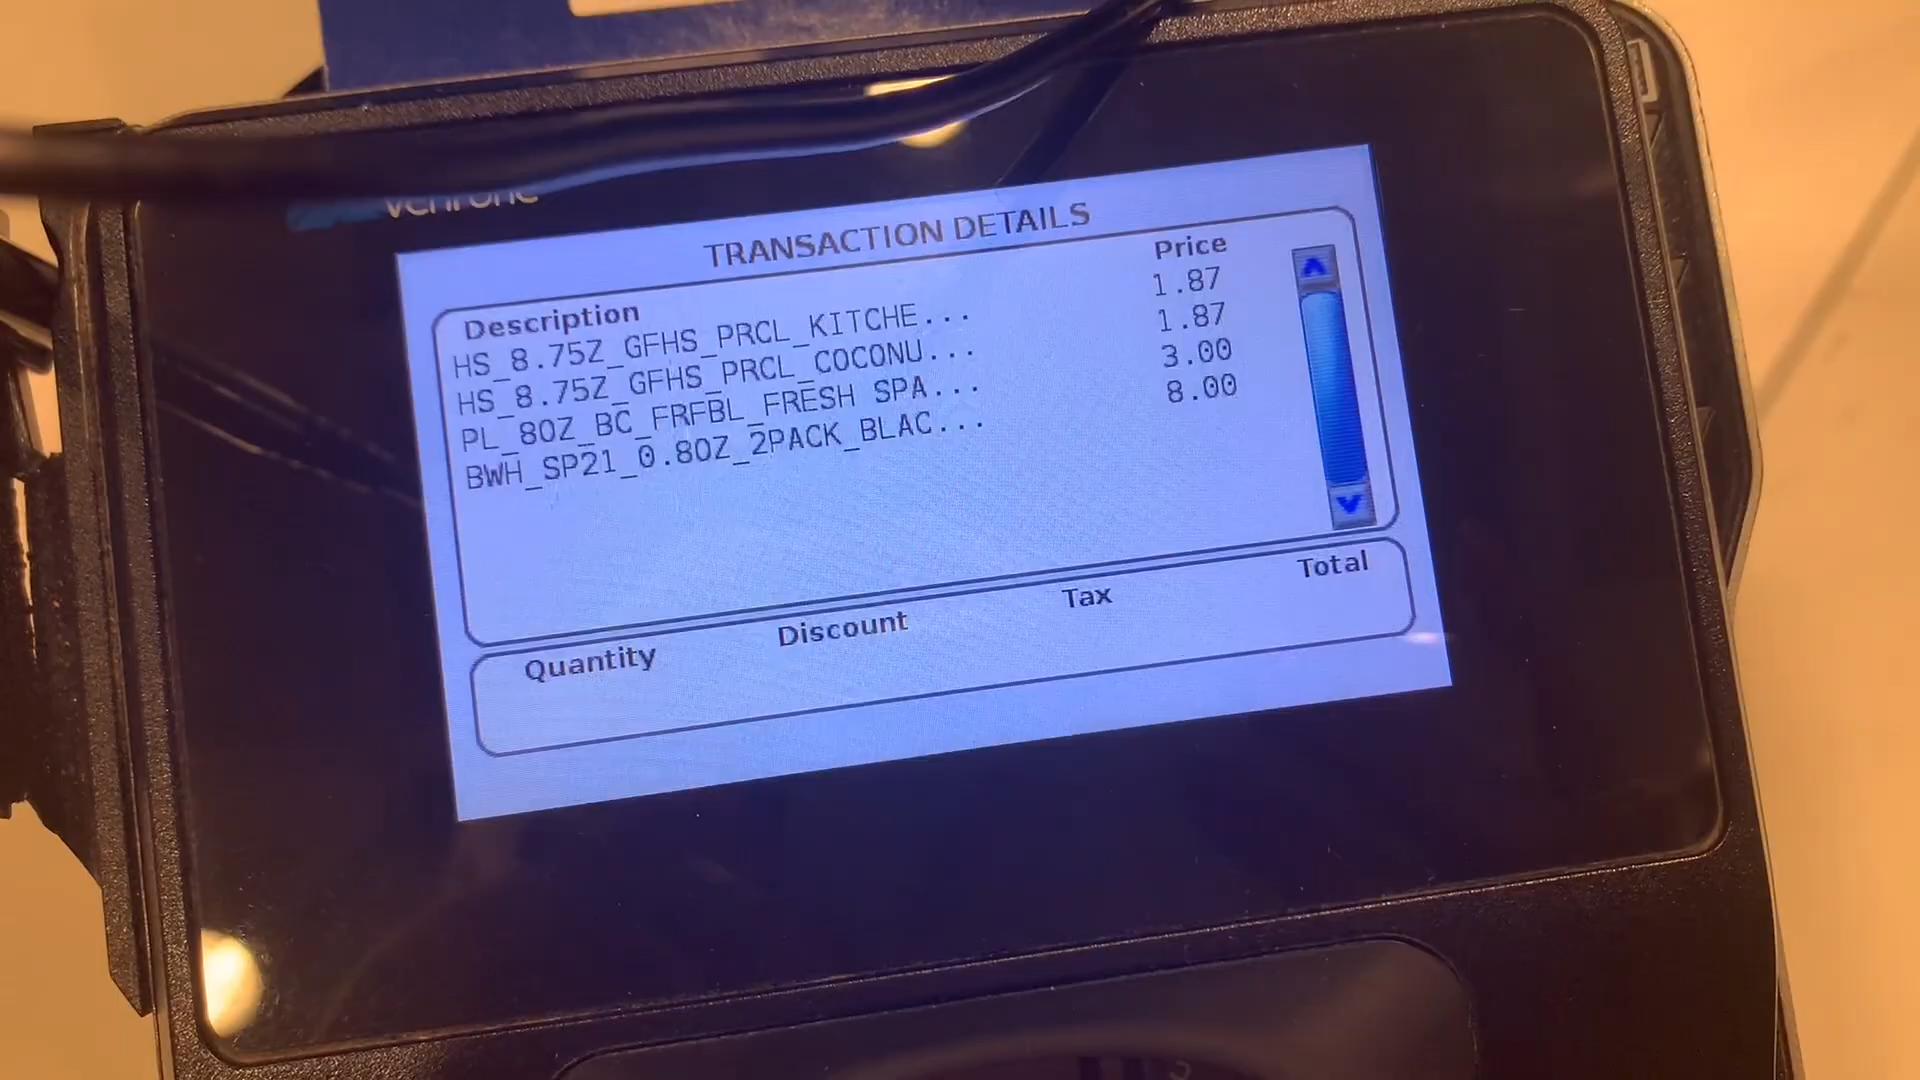 verifone
TRANSACTION DETAILS
Description Price
HS_8.75Z_GFHS_PRCL_KITCHE... 1.87
HS_8.75Z_GFHS_PRCL_COCONU... 1.87
PL_8OZ_BC_FRFBL_FRESH SPA... 3.00
BWH_SP21_0.8OZ_2PACK_BLAC... 8.00
Quantity Discount Tax Total